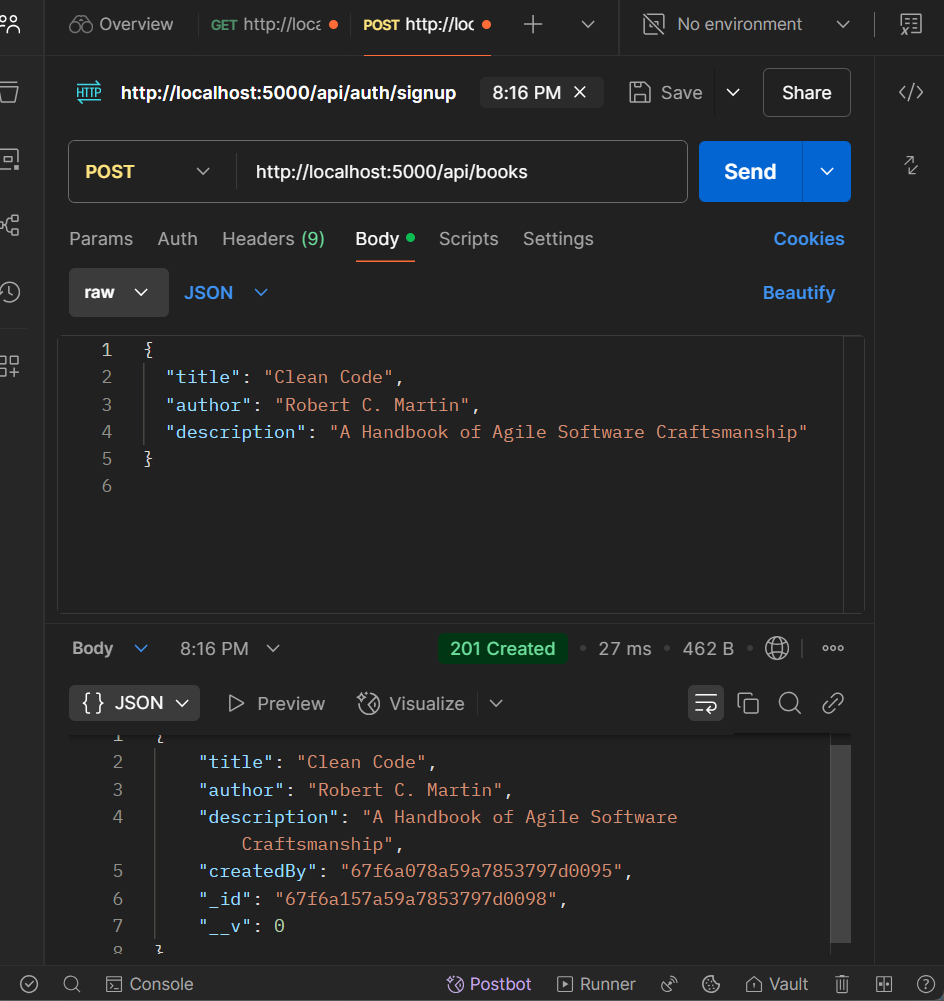 Overview GET http://loca POST http://loc No environment
HTTP http://localhost:5000/api/auth/signup 8:16 PM Save Share
POST http://localhost:5000/api/books Send
Params Auth Headers (9) Body Scripts Settings Cookies
raw JSON Beautify
1 {
2 "title": "Clean Code",
3 "author": "Robert C. Martin",
4 "description": "A Handbook of Agile Software Craftsmanship"
5 }
6
Body 8:16 PM 201 Created 27 ms 462 B
{} JSON Preview Visualize
1 {
2 "title": "Clean Code",
3 "author": "Robert C. Martin",
4 "description": "A Handbook of Agile Software
Craftsmanship",
5 "createdBy": "67f6a078a59a7853797d0095",
6 "_id": "67f6a157a59a7853797d0098",
7 "__v": 0
8 }
Console Postbot Runner Vault